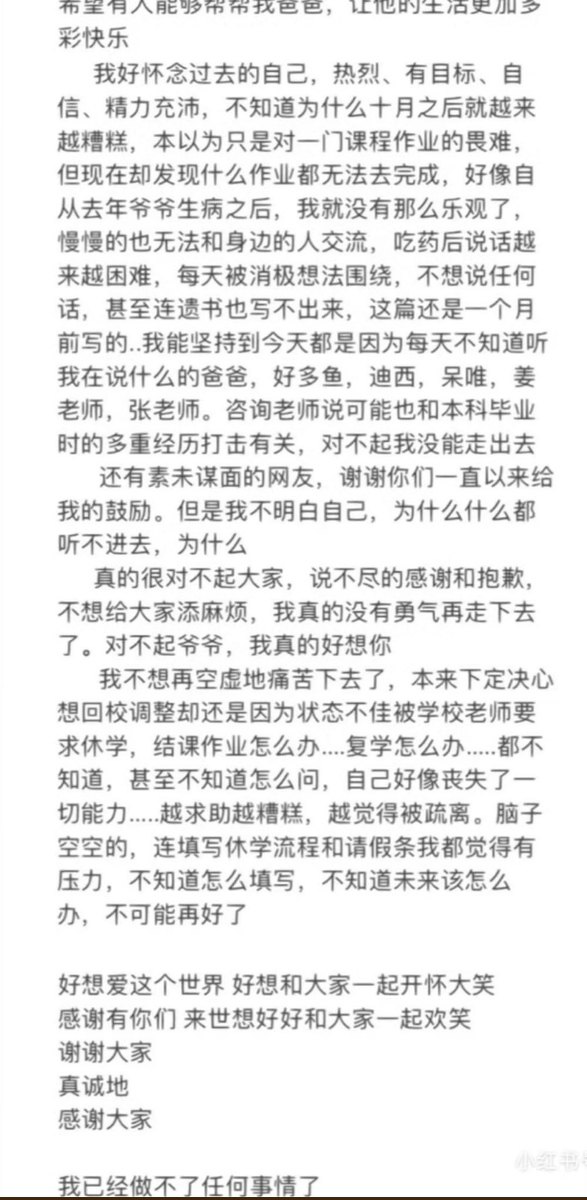 希望有人能够帮帮我爸爸，让他的生活更加多
彩快乐
我好怀念过去的自己，热烈、有目标、自
信、精力充沛，不知道为什么十月之后就越来
越糟糕，本以为只是对一门课程作业的畏难，
但现在却发现什么作业都无法去完成，好像自
从去年爷爷生病之后，我就没有那么乐观了，
慢慢的也无法和身边的人交流，吃药后说话越
来越困难，每天被消极想法围绕，不想说任何
话，甚至连遗书也写不出来，这篇还是一个月
前写的..我能坚持到今天都是因为每天不知道听
我在说什么的爸爸，好多鱼，迪西，呆唯，姜
老师，张老师。咨询老师说可能也和本科毕业
时的多重经历打击有关，对不起我没能走出去
还有素未谋面的网友，谢谢你们一直以来给
我的鼓励。但是我不明白自己，为什么什么都
听不进去，为什么
真的很对不起大家，说不尽的感谢和抱歉，
不想给大家添麻烦，我真的没有勇气再走下去
了。对不起爷爷，我真的好想你
我不想再空虚地痛苦下去了，本来下定决心
想回校调整却还是因为状态不佳被学校老师要
求休学，结课作业怎么办....复学怎么办.....都不
知道，甚至不知道怎么问，自己好像丧失了一
切能力.....越求助越糟糕，越觉得被疏离。脑子
空空的，连填写休学流程和请假条我都觉得有
压力，不知道怎么填写，不知道未来该怎么
办，不可能再好了
好想爱这个世界 好想和大家一起开怀大笑
感谢有你们 来世想好好和大家一起欢笑
谢谢大家
真诚地
感谢大家
小红书
我已经做不了任何事情了